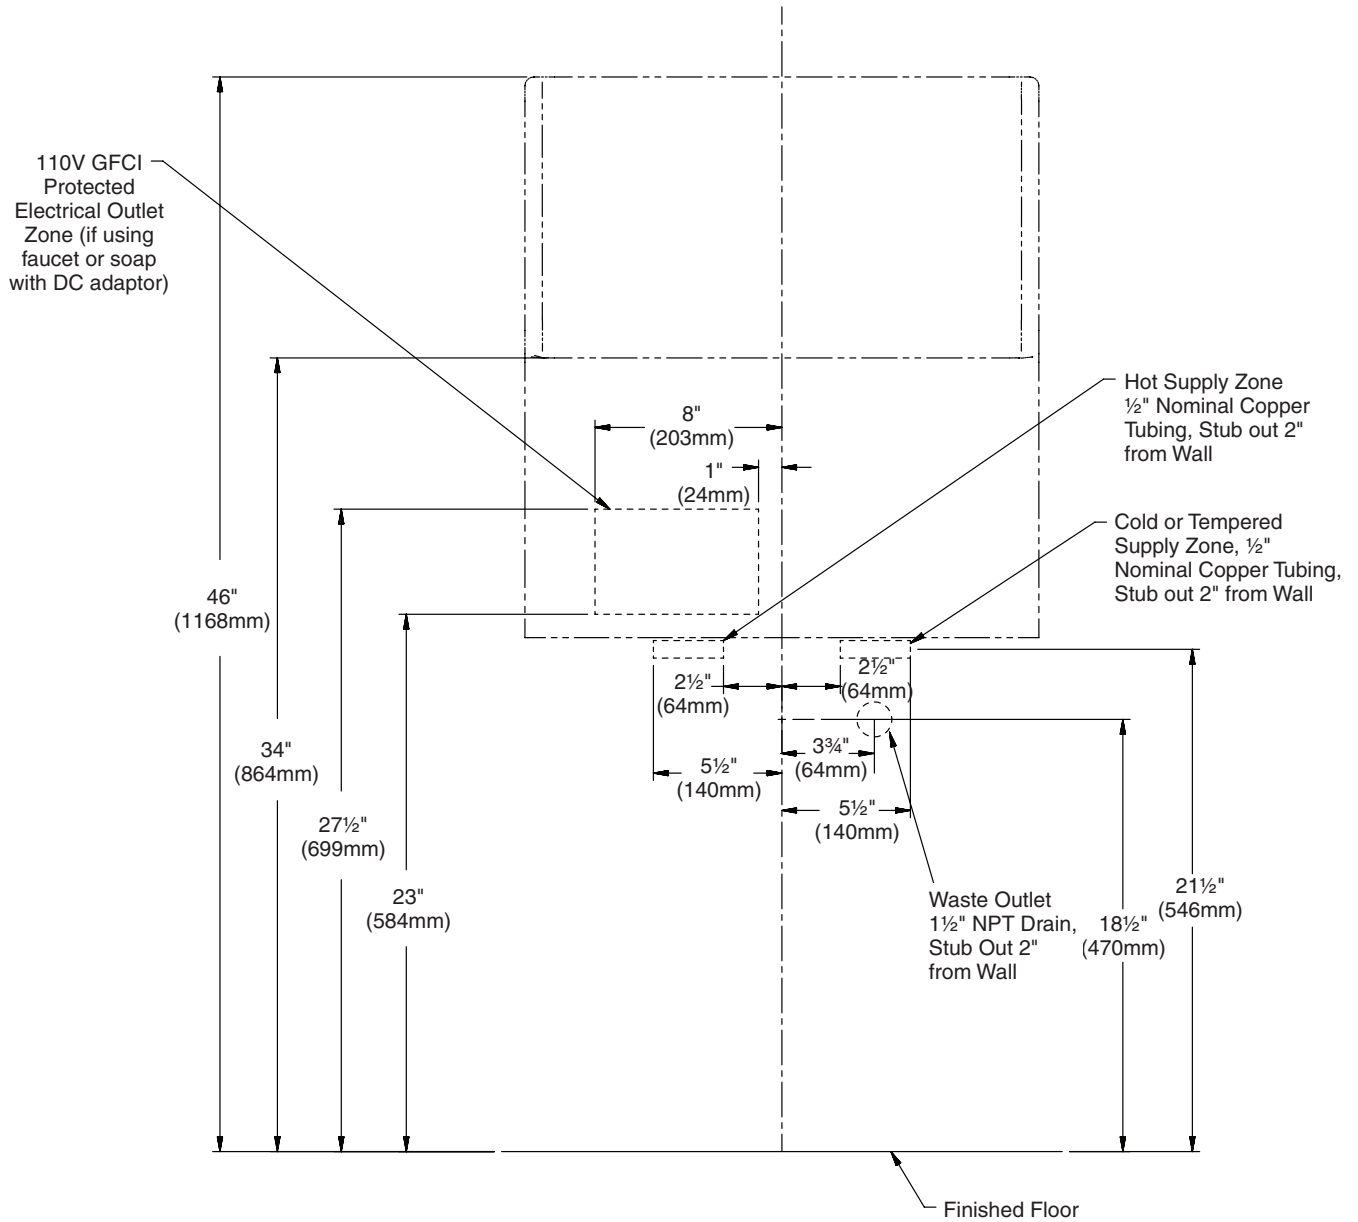 110V GFCI
Protected
Electrical Outlet
Zone (if using
faucet or soap
with DC adaptor)
Hot Supply Zone
½" Nominal Copper
Tubing, Stub out 2"
from Wall
8"
(203mm)
1"
(24mm)
Cold or Tempered
Supply Zone, ½"
Nominal Copper Tubing,
Stub out 2" from Wall
46"
(1168mm)
2½"
(64mm)
2½"
(64mm)
34"
(864mm)
3¾"
(64mm)
5½"
(140mm)
5½"
(140mm)
27½"
(699mm)
23"
(584mm)
Waste Outlet
1½" NPT Drain,
Stub Out 2"
from Wall
18½"
(470mm)
21½"
(546mm)
Finished Floor